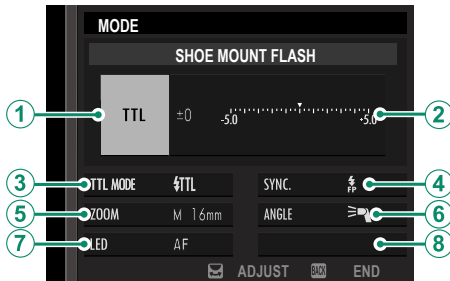 MODE
SHOE MOUNT FLASH
1 TTL ±0 -5.0 +5.0 2
3 TTL MODE TTL SYNC. FP 4
5 ZOOM M 16mm ANGLE 6
7 LED AF 8
ADJUST BACK END